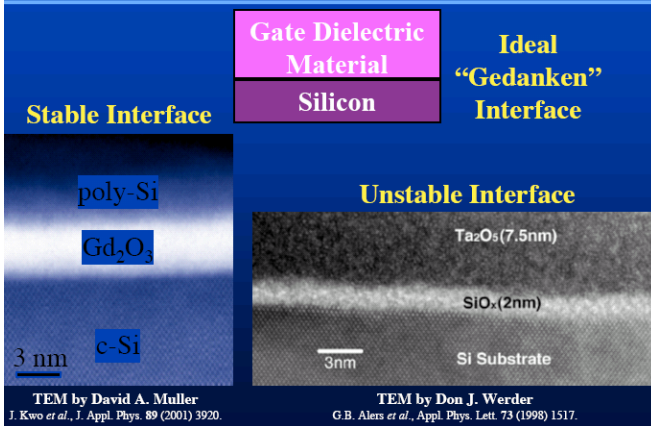 Gate Dielectric
Material
Silicon
Ideal
“Gedanken”
Interface
Stable Interface
poly-Si
Gd₂O₃
c-Si
3 nm
TEM by David A. Muller
J. Kwo et al., J. Appl. Phys. 89 (2001) 3920.
Unstable Interface
Ta₂O₅(7.5nm)
SiOₓ(2nm)
3nm
Si Substrate
TEM by Don J. Werder
G.B. Alers et al., Appl. Phys. Lett. 73 (1998) 1517.